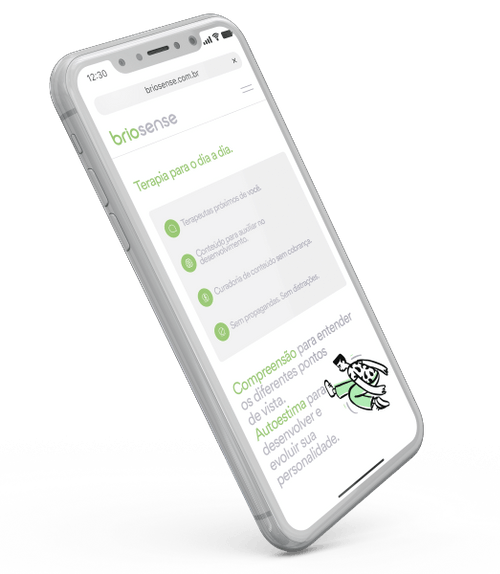 12:30
briosense.com.br
×
briosense
Terapia para o dia a dia.
Terapeutas próximos de você.
Conteúdo para auxiliar no
desenvolvimento.
Curadoria de conteúdo sem cobrança.
Sem propagandas. Sem distrações.
Compreensão para entender
os diferentes pontos
de vista.
Autoestima para
desenvolver e
evoluir sua
personalidade.